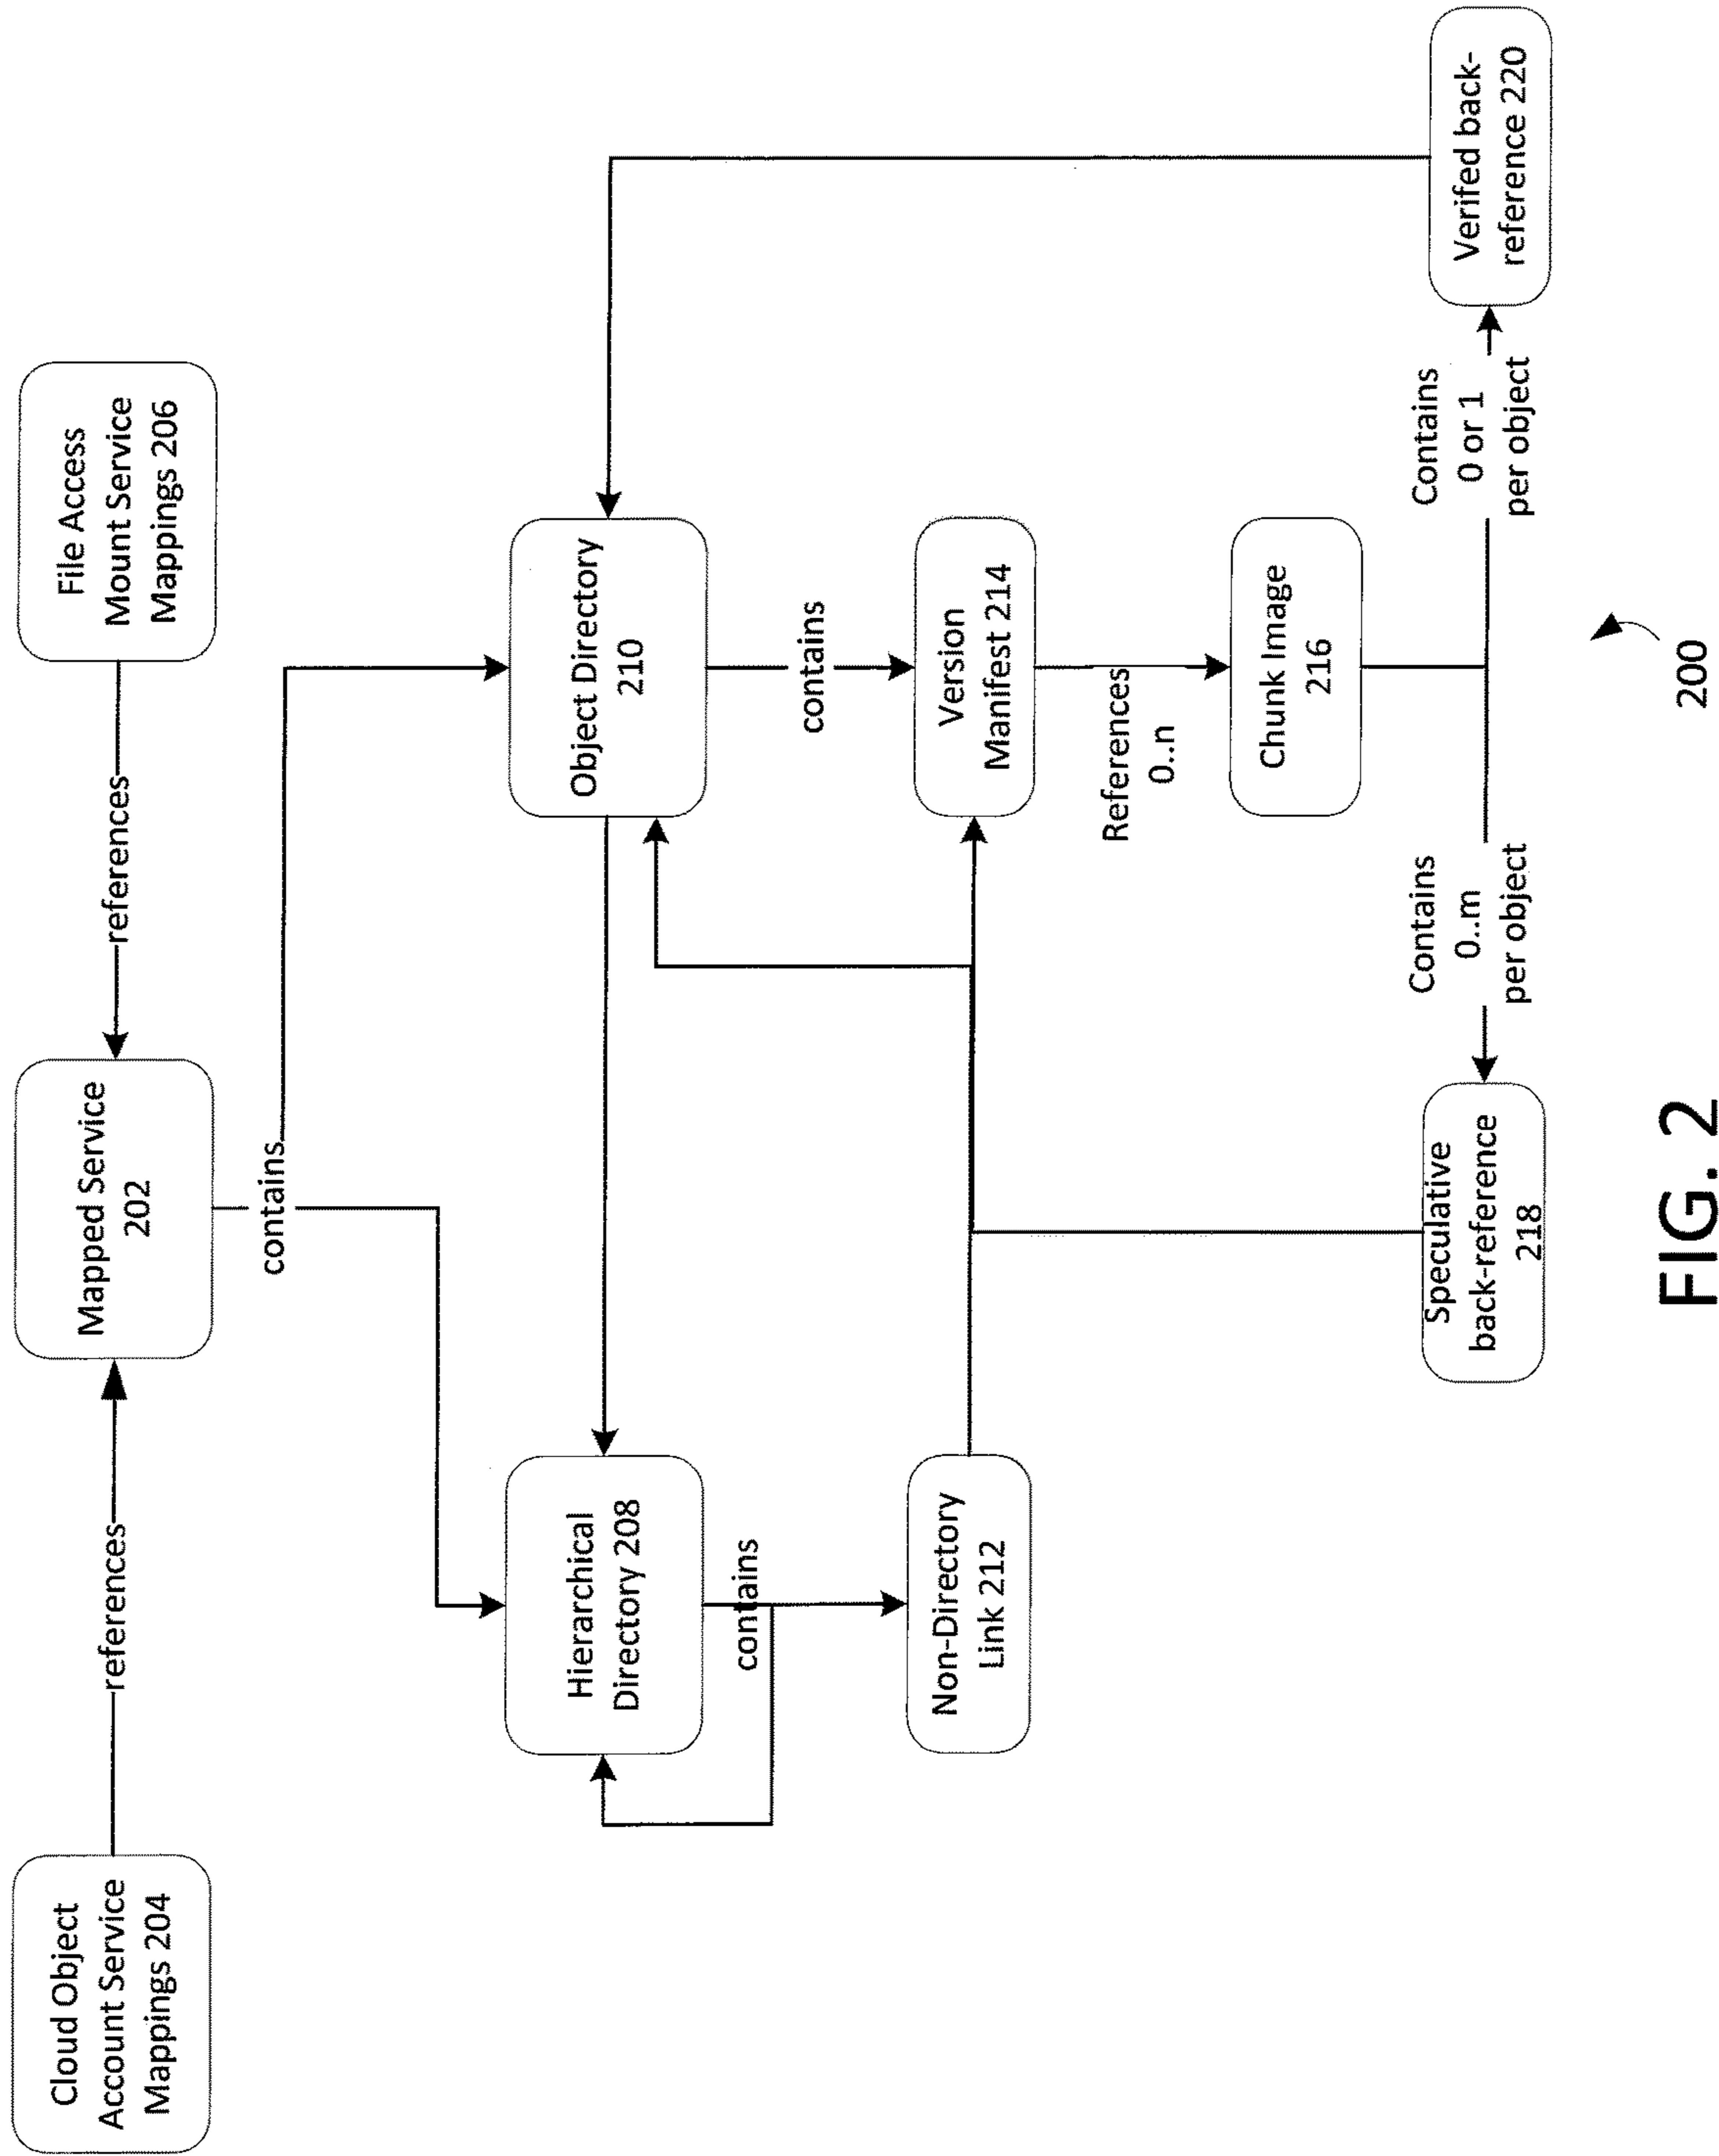 Cloud Object
Account Service
Mappings 204
references
Mapped Service
202
references
File Access
Mount Service
Mappings 206
contains
Hierarchical
Directory 208
Object Directory
210
contains
contains
Non-Directory
Link 212
Version
Manifest 214
References
0..n
Chunk Image
216
Contains
0..m
per object
Contains
0 or 1
per object
Speculative
back-reference
218
Verifed back-
reference 220
200
FIG. 2